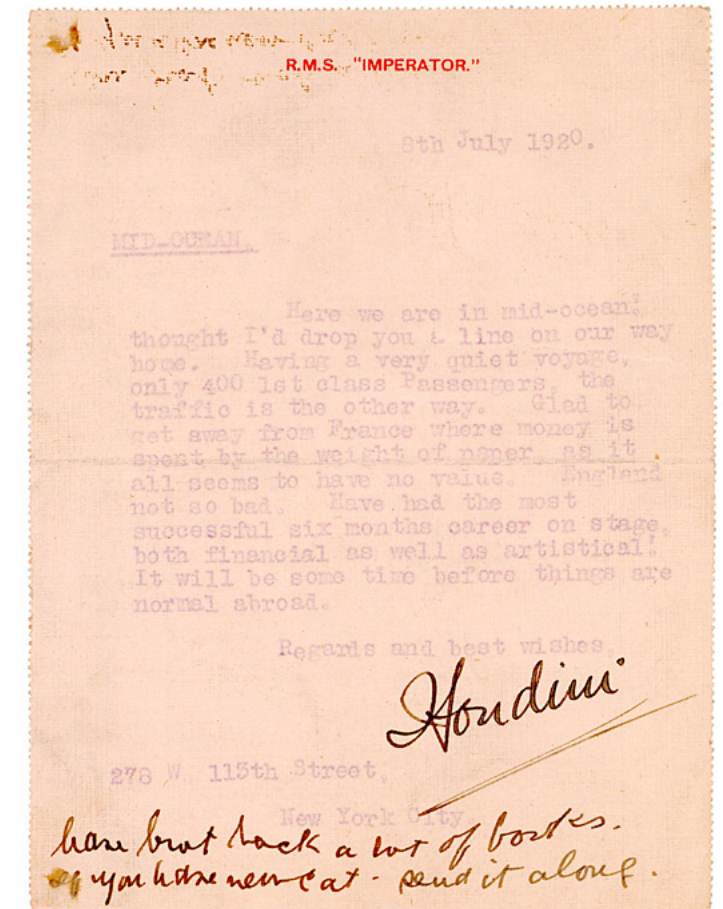 R.M.S. "IMPERATOR."
8th July 1920.
MID-OCEAN.
Here we are in mid-ocean!
thought I'd drop you a line on our way
home. Having a very quiet voyage,
only 400 1st class Passengers, the
traffic is the other way. Glad to
get away from France where money is
spent by the weight of paper, as it
all seems to have no value. England
not so bad. Have had the most
successful six months career on stage,
both financial as well as artistical!
It will be some time before things are
normal abroad.
Regards and best wishes,
Houdini
278 W. 113th Street,
New York City.
have brot back a lot of books.
if you have new cat - send it along.